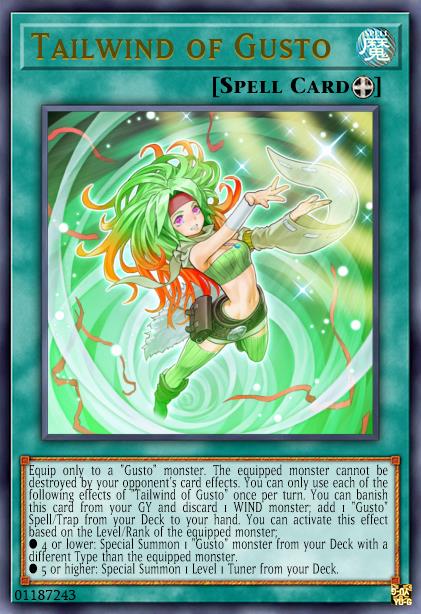 Tailwind of Gusto
SPELL
魔
[Spell Card]
Equip only to a "Gusto" monster. The equipped monster cannot be
destroyed by your opponent's card effects. You can only use each of the
following effects of "Tailwind of Gusto" once per turn. You can banish
this card from your GY and discard 1 WIND monster; add 1 "Gusto"
Spell/Trap from your Deck to your hand. You can activate this effect
based on the Level/Rank of the equipped monster;
● 4 or lower: Special Summon 1 "Gusto" monster from your Deck with a
different Type than the equipped monster.
● 5 or higher: Special Summon 1 Level 1 Tuner from your Deck.
01187243